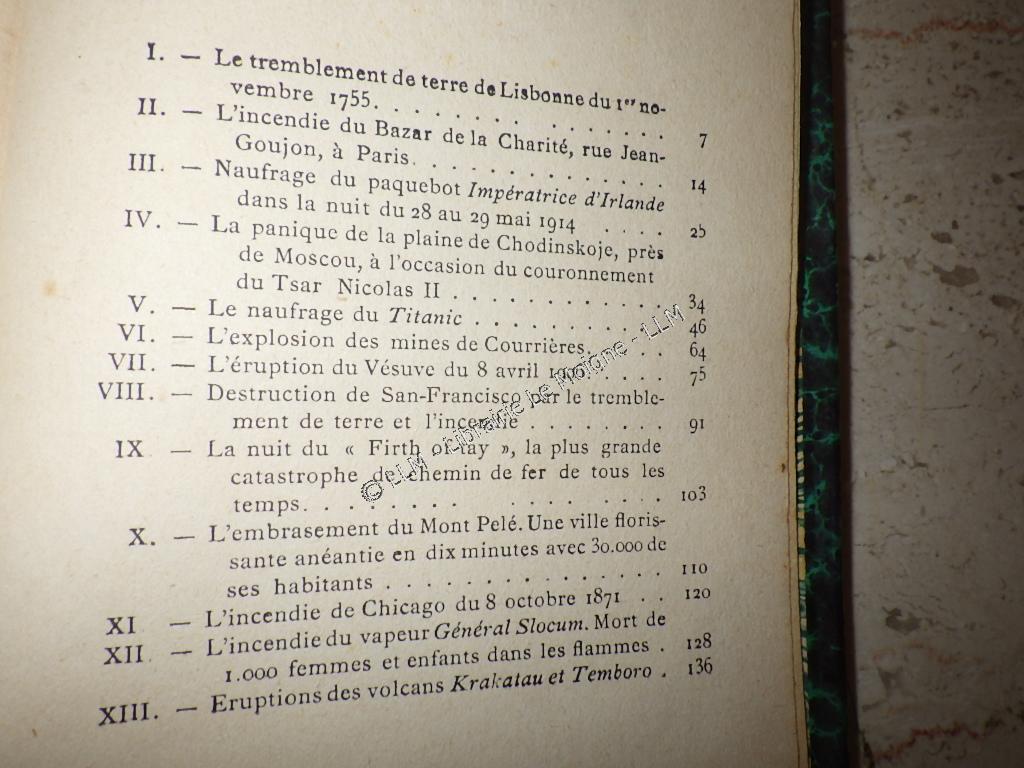 I. — Le tremblement de terre de Lisbonne du 1er no-
vembre 1755. . . . . . . . . . . . . 7
II. — L'incendie du Bazar de la Charité, rue Jean-
Goujon, à Paris. . . . . . . . . . . . 14
III. — Naufrage du paquebot Impératrice d'Irlande
dans la nuit du 28 au 29 mai 1914 . . . . 25
IV. — La panique de la plaine de Chodinskoje, près
de Moscou, à l'occasion du couronnement
du Tsar Nicolas II . . . . . . . . . . . 34
V. — Le naufrage du Titanic . . . . . . . . . . 46
VI. — L'explosion des mines de Courrières. . . . 64
VII. — L'éruption du Vésuve du 8 avril 1906 . . . . 75
VIII. — Destruction de San-Francisco par le tremble-
ment de terre et l'incendie . . . . . . . . 91
IX — La nuit du « Firth of tay », la plus grande
catastrophe de chemin de fer de tous les
temps. . . . . . . . . . . . . . 103
X. — L'embrasement du Mont Pelé. Une ville floris-
sante anéantie en dix minutes avec 30.000 de
ses habitants . . . . . . . . . . . . . 110
XI — L'incendie de Chicago du 8 octobre 1871 . . 120
XII. — L'incendie du vapeur Général Slocum. Mort de
1.000 femmes et enfants dans les flammes . 128
XIII. — Eruptions des volcans Krakatau et Temboro . 136
© LLM - Librairie Le Moigne - LLM